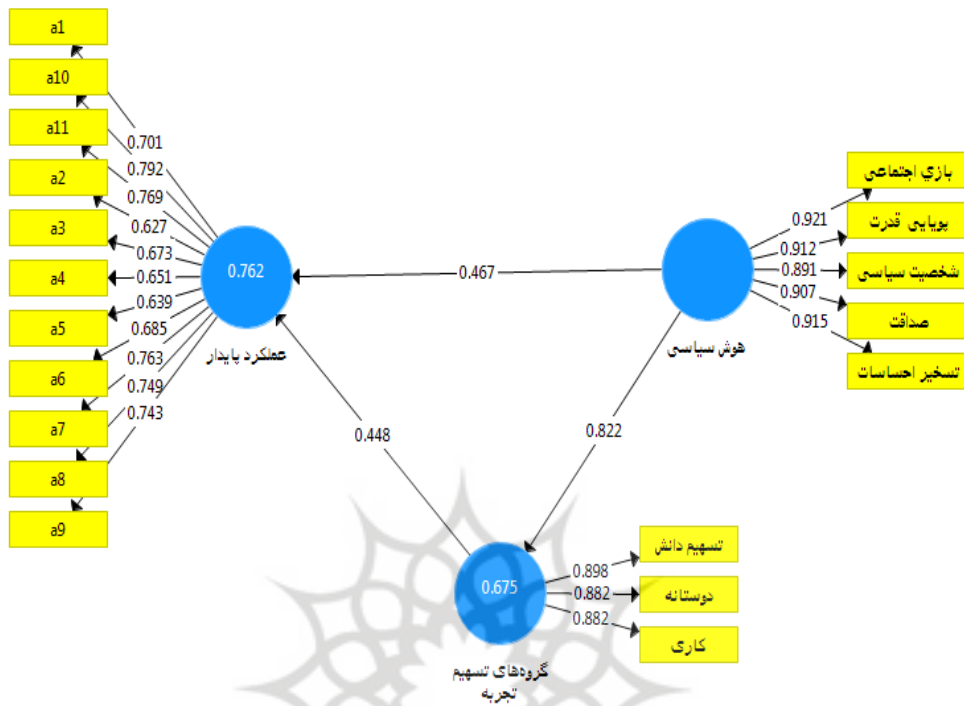 a1
a10
a11
a2
a3
a4
a5
a6
a7
a8
a9
0.701
0.792
0.769
0.627
0.673
0.651
0.639
0.685
0.763
0.749
0.743
0.762
عملکرد پایدار
0.467
0.448
0.822
هوش سیاسی
0.921
0.912
0.891
0.907
0.915
بازي اجتماعی
پویایی قدرت
شخصیت سیاسی
صداقت
تسخیر احساسات
0.675
گروه‌های تسهیم
تجربه
0.898
0.882
0.882
تسهیم دانش
دوستانه
کاری